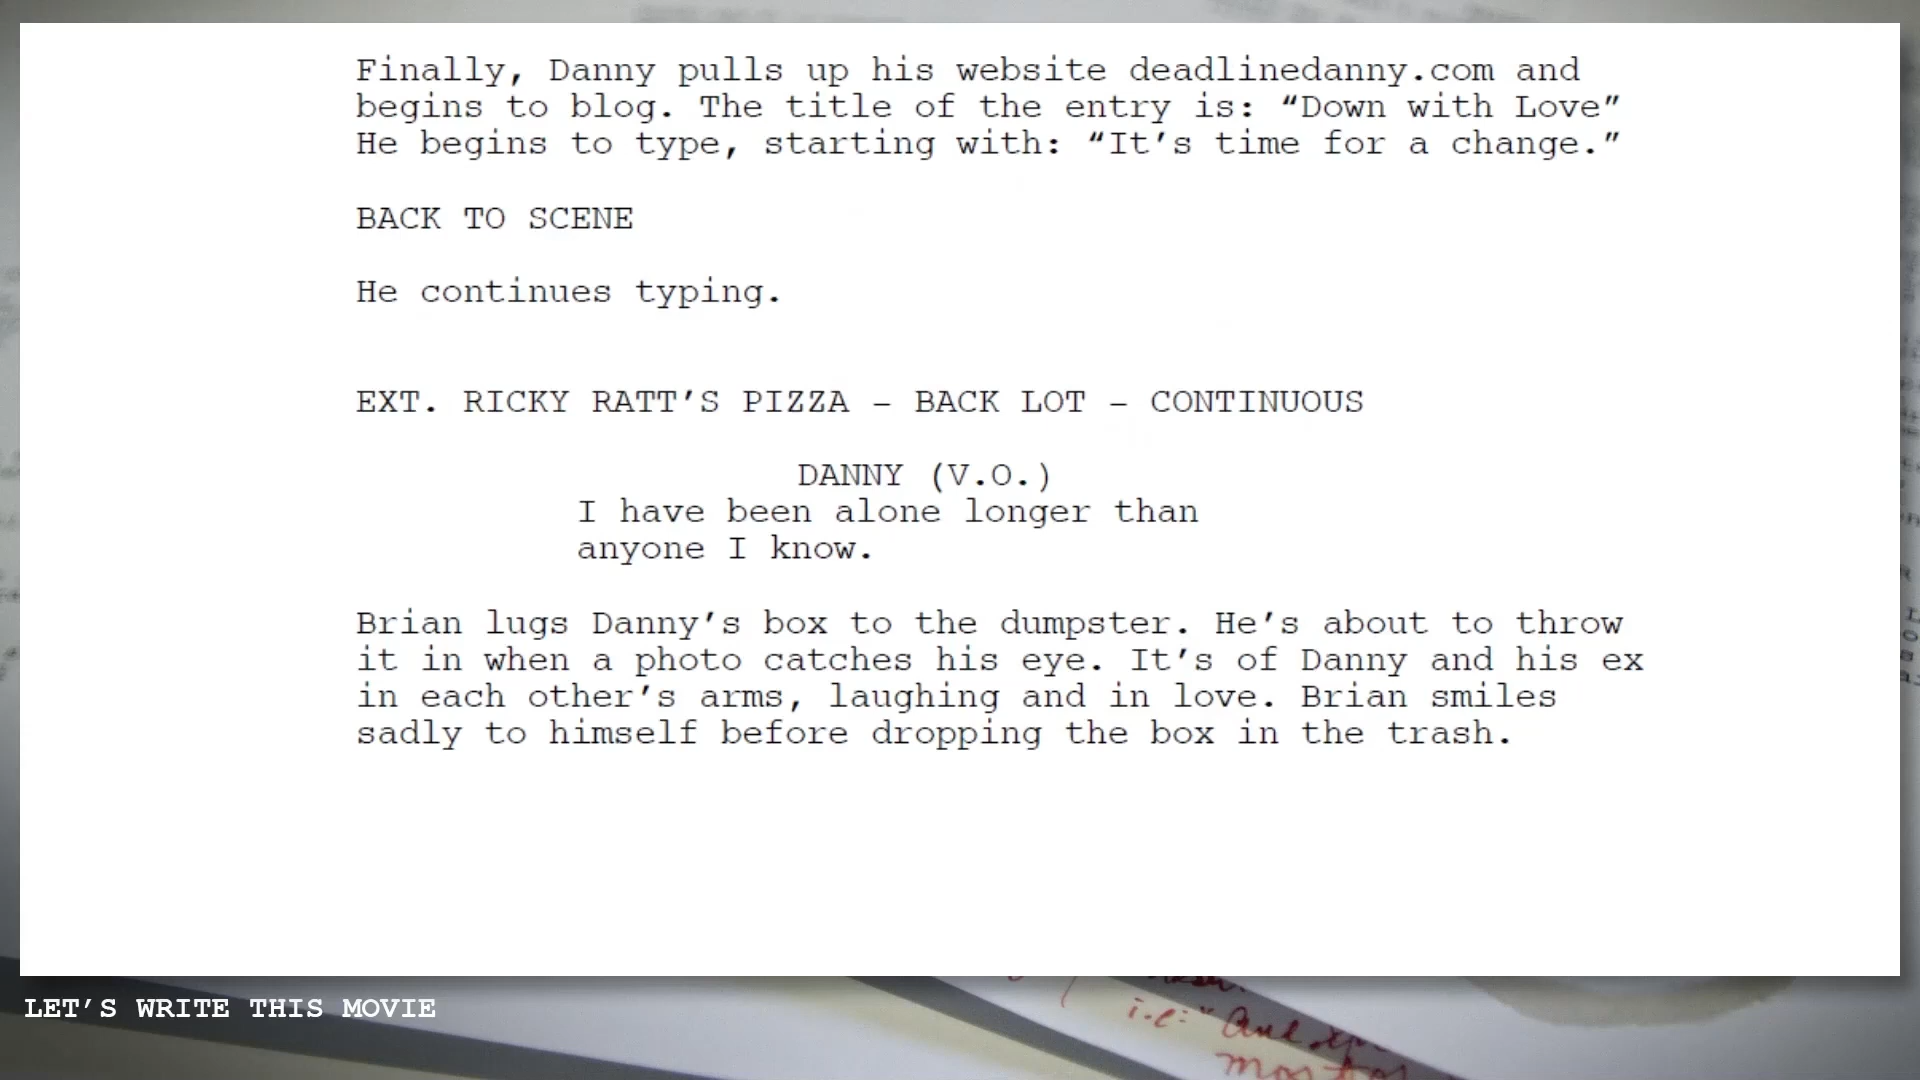 Finally, Danny pulls up his website deadlinedanny.com and
begins to blog. The title of the entry is: “Down with Love”
He begins to type, starting with: “It’s time for a change.”
BACK TO SCENE
He continues typing.
EXT. RICKY RATT’S PIZZA – BACK LOT – CONTINUOUS
DANNY (V.O.)
I have been alone longer than
anyone I know.
Brian lugs Danny’s box to the dumpster. He’s about to throw
it in when a photo catches his eye. It’s of Danny and his ex
in each other’s arms, laughing and in love. Brian smiles
sadly to himself before dropping the box in the trash.
LET’S WRITE THIS MOVIE
i.e:"